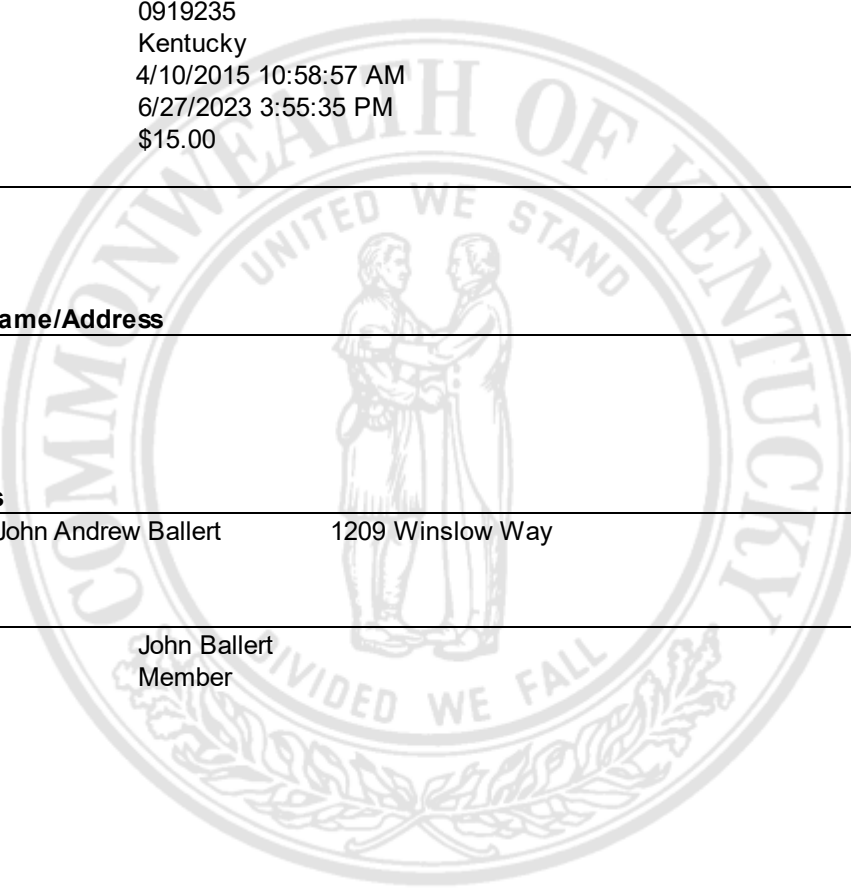 0919235
Kentucky
4/10/2015 10:58:57 AM
6/27/2023 3:55:35 PM
$15.00
COMMONWEALTH OF KENTUCKY
UNITED WE STAND
ame/Address
s
John Andrew Ballert 1209 Winslow Way
John Ballert
Member
DIVIDED WE FALL